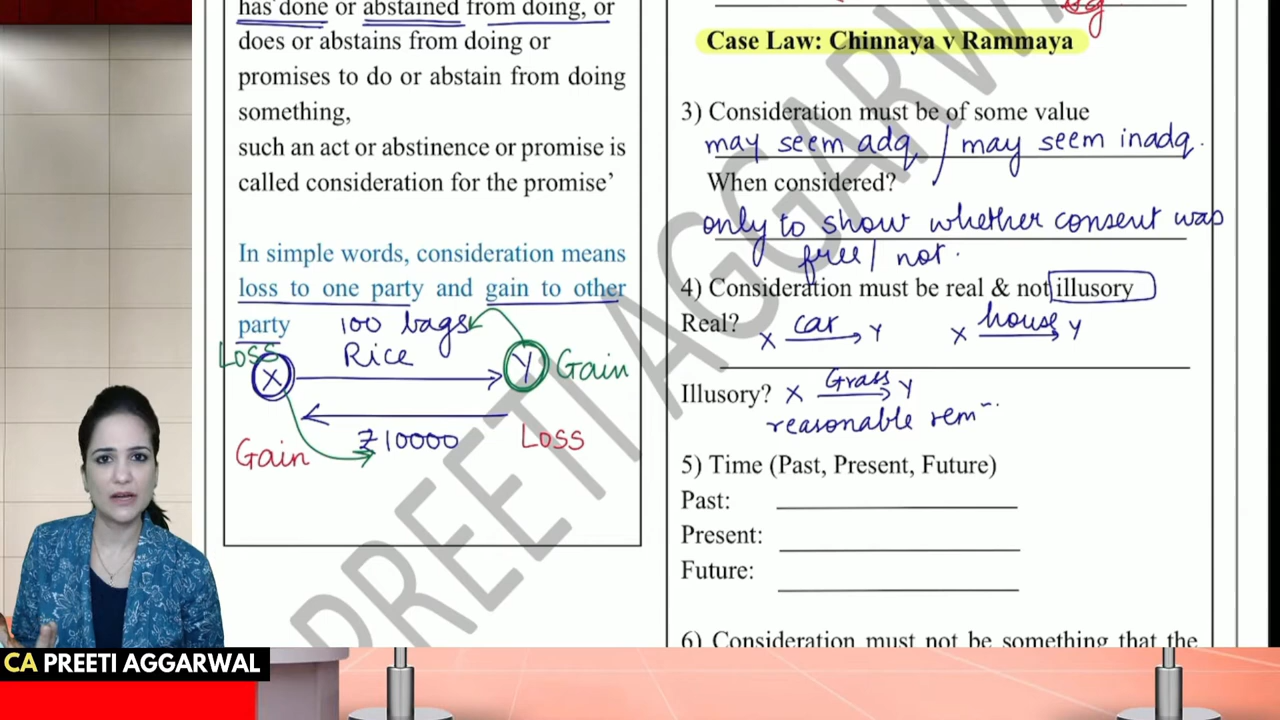 has done or abstained from doing, or
does or abstains from doing or
promises to do or abstain from doing
something,
such an act or abstinence or promise is
called consideration for the promise’
In simple words, consideration means
loss to one party and gain to other
party
100 bags
Rice
Loss
X
Y
Gain
₹10000
Loss
Gain
Case Law: Chinnaya v Rammaya
3) Consideration must be of some value
may seem adq. / may seem inadq.
When considered?
only to show whether consent was
free / not.
4) Consideration must be real & not illusory
Real? X car Y X house Y
Illusory? X Grass Y
reasonable rem
5) Time (Past, Present, Future)
Past:
Present:
Future:
6) Consideration must not be something that the
PREETI AGGARWAL
CA PREETI AGGARWAL